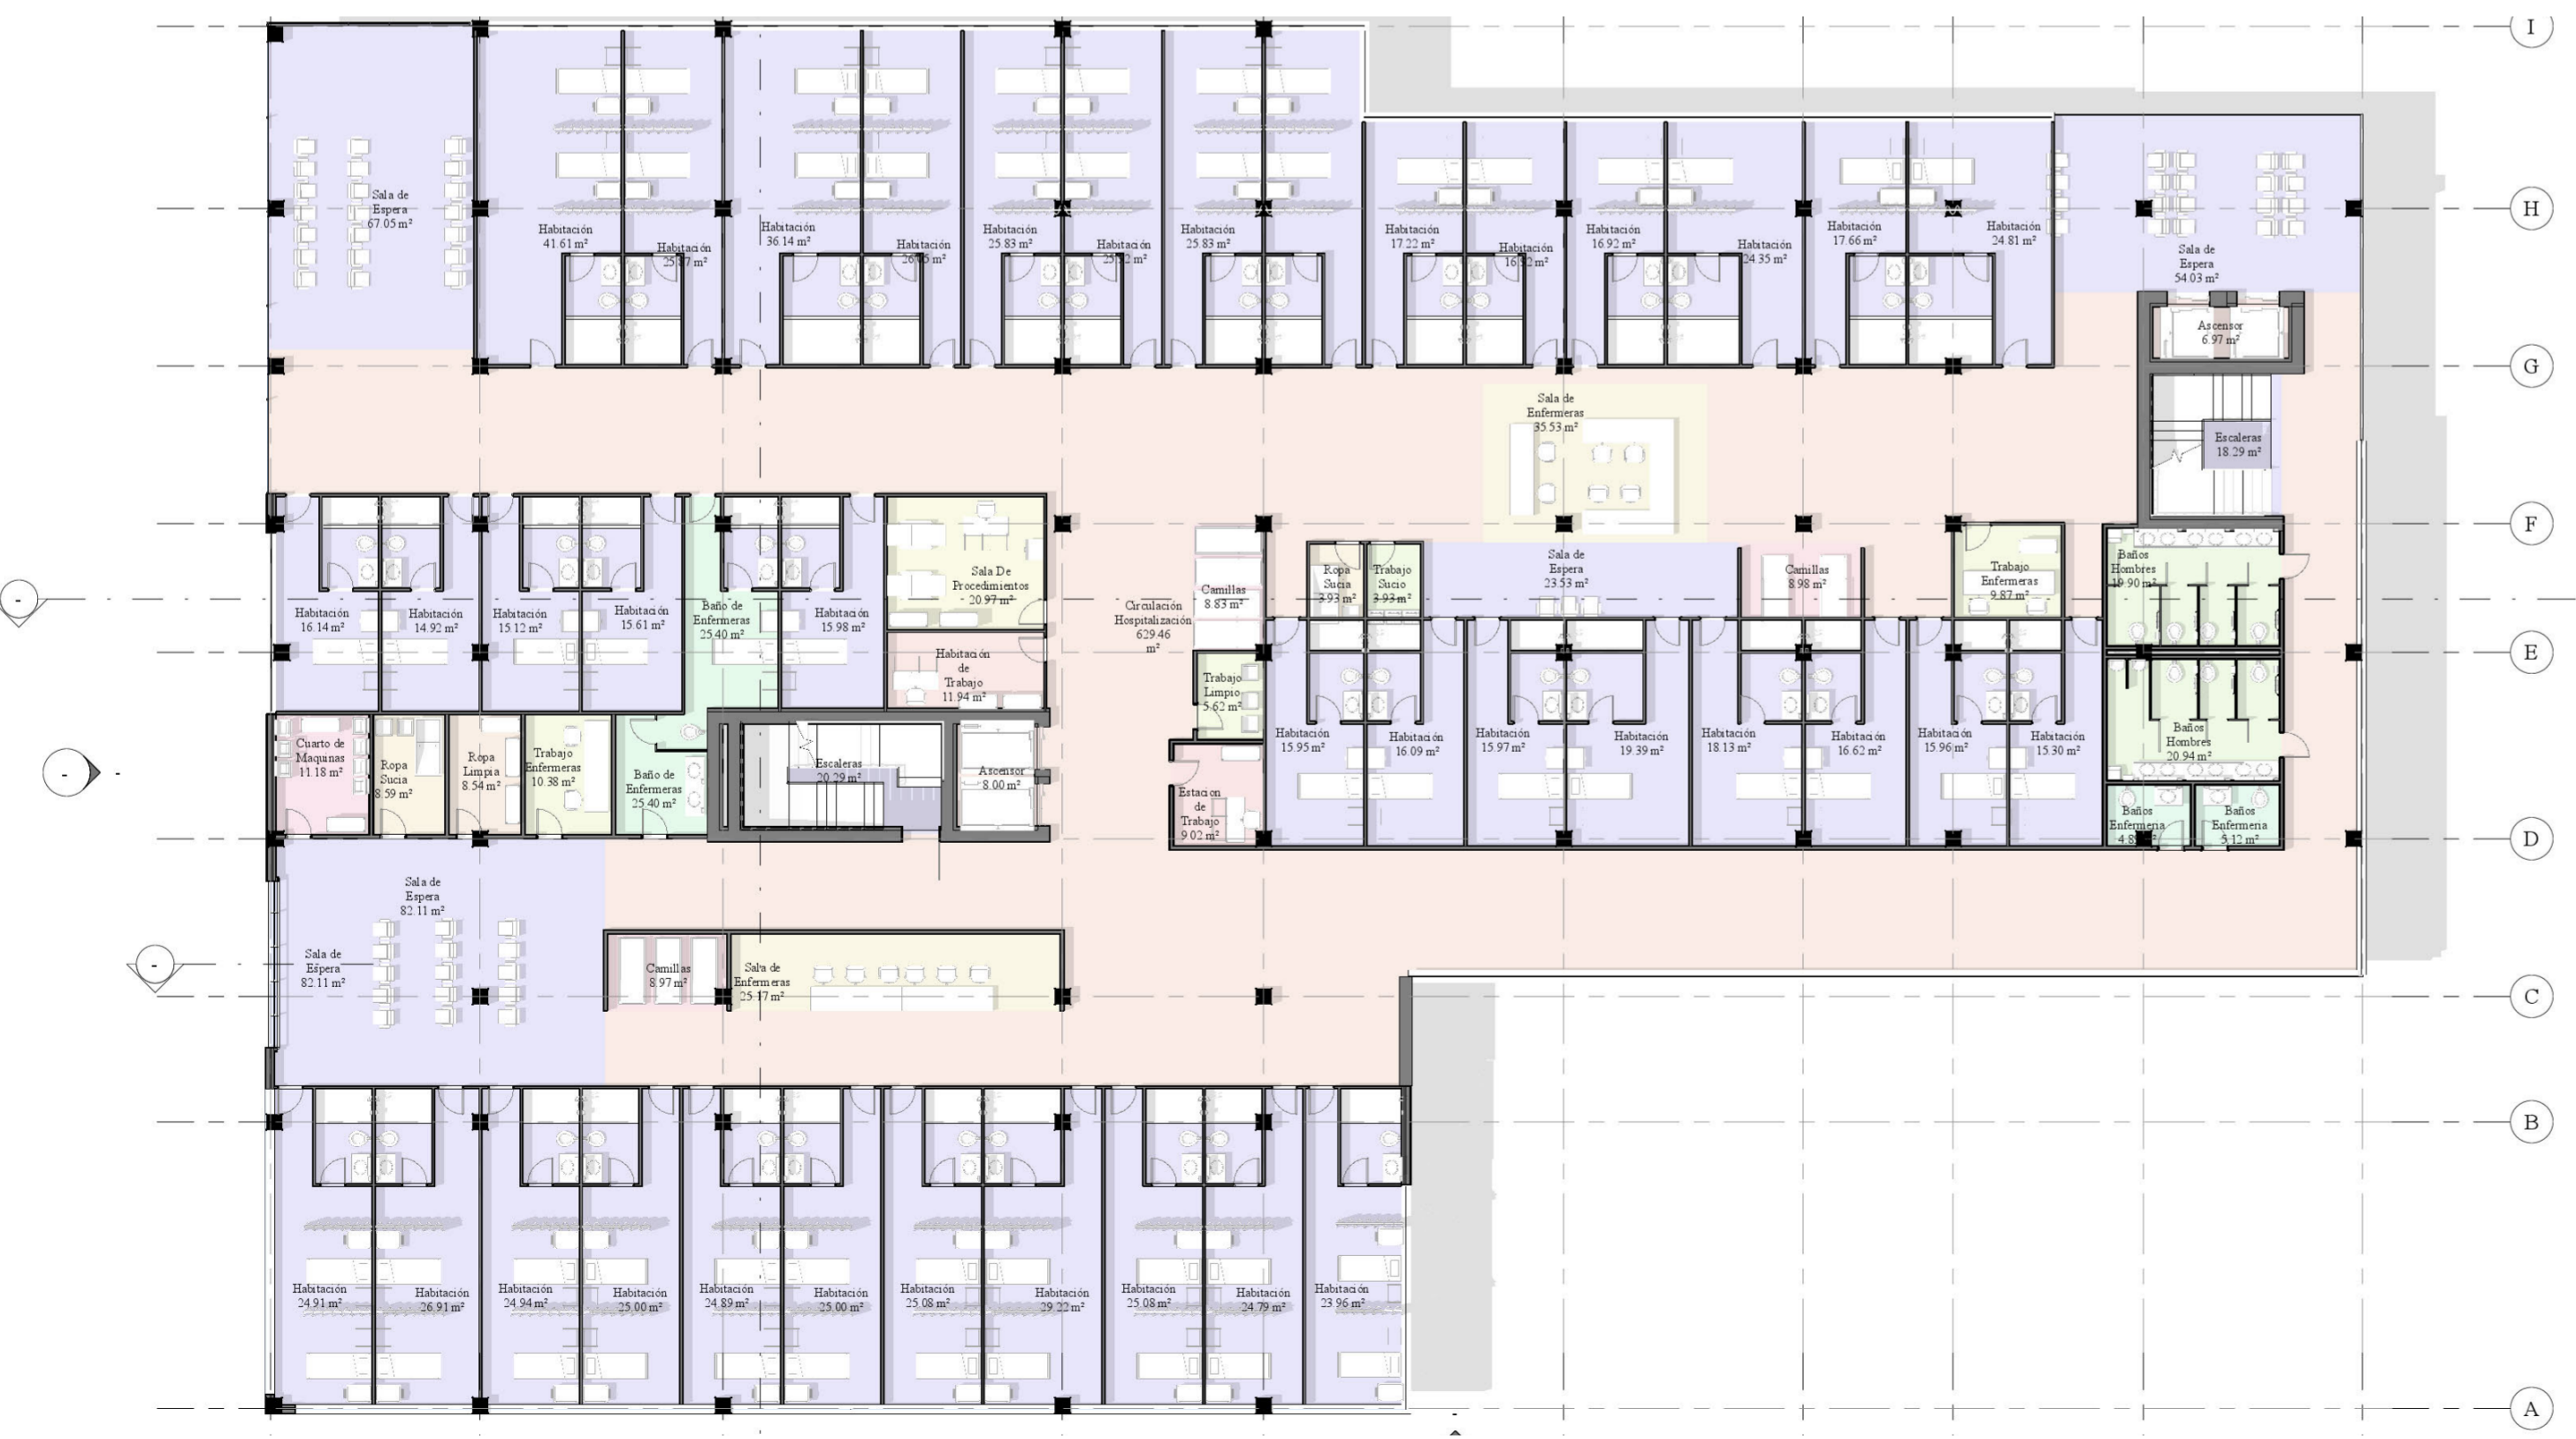 I
Sala de
Espera
67.05 m²
Habitación
41.61 m²
Habitación
Habitación
36.14 m²
Habitación
Habitación
25.83 m²
Habitación
Habitación
25.83 m²
Habitación
17.22 m²
Habitación
Habitación
16.92 m²
Habitación
24.35 m²
Habitación
17.66 m²
Habitación
24.81 m²
Sala de
Espera
54.03 m²
H
Ascensor
6.97 m²
G
Sala de
Enfermeras
35.53 m²
Escaleras
18.29 m²
F
Habitación
16.14 m²
Habitación
14.92 m²
Habitación
15.12 m²
Habitación
15.61 m²
Baño de
Enfermeras
25.40 m²
Habitación
15.98 m²
Sala De
Procedimientos
20.97 m²
Habitación
de
Trabajo
11.94 m²
Circulación
Hospitalización
629.46
m²
Camillas
8.83 m²
Ropa
Sucia
3.93 m²
Trabajo
Sucio
3.93 m²
Sala de
Espera
23.53 m²
Camillas
8.98 m²
Trabajo
Enfermeras
9.87 m²
Baños
Hombres
19.90 m²
E
Trabajo
Limpio
5.62 m²
Cuarto de
Maquinas
11.18 m²
Ropa
Sucia
8.59 m²
Ropa
Limpia
8.54 m²
Trabajo
Enfermeras
10.38 m²
Baño de
Enfermeras
25.40 m²
Escaleras
20.29 m²
Ascensor
8.00 m²
Estacion
de
Trabajo
9.02 m²
Habitación
15.95 m²
Habitación
16.09 m²
Habitación
15.97 m²
Habitación
19.39 m²
Habitación
18.13 m²
Habitación
16.62 m²
Habitación
15.96 m²
Habitación
15.30 m²
Baños
Hombres
20.94 m²
Baños
Enfermeria
Baños
Enfermeria
5.12 m²
D
Sala de
Espera
82.11 m²
Sala de
Espera
82.11 m²
Camillas
8.97 m²
Sala de
Enfermeras
25.17 m²
C
B
Habitación
24.91 m²
Habitación
26.91 m²
Habitación
24.94 m²
Habitación
25.00 m²
Habitación
24.89 m²
Habitación
25.00 m²
Habitación
25.08 m²
Habitación
29.22 m²
Habitación
25.08 m²
Habitación
24.79 m²
Habitación
23.96 m²
A